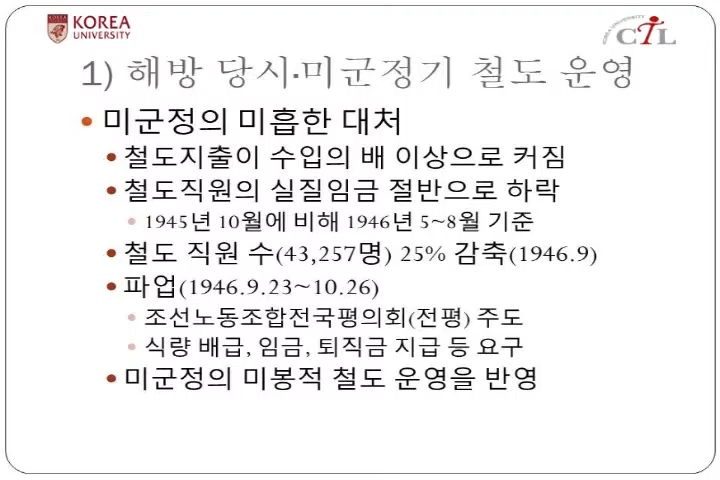 KOREA
UNIVERSITY
CTL
1) 해방 당시·미군정기 철도 운영
미군정의 미흡한 대처
철도지출이 수입의 배 이상으로 커짐
철도직원의 실질임금 절반으로 하락
1945년 10월에 비해 1946년 5~8월 기준
철도 직원 수(43,257명) 25% 감축(1946.9)
파업(1946.9.23~10.26)
조선노동조합전국평의회(전평) 주도
식량 배급, 임금, 퇴직금 지급 등 요구
미군정의 미봉적 철도 운영을 반영